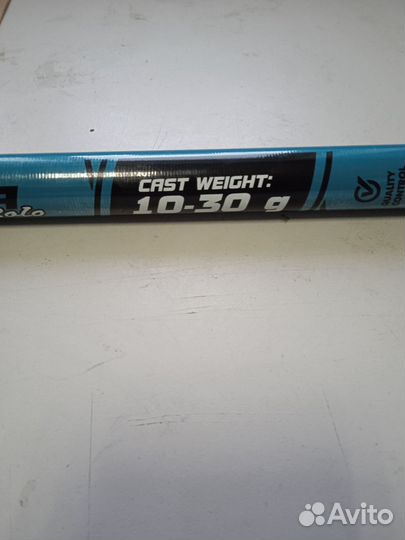 CAST WEIGHT:
10-30 g
QUALITY
CONTROL
Avito